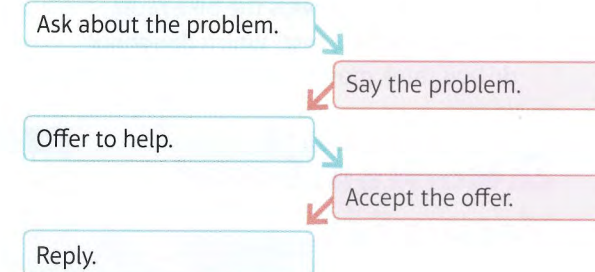 Ask about the problem.
Say the problem.
Offer to help.
Accept the offer.
Reply.